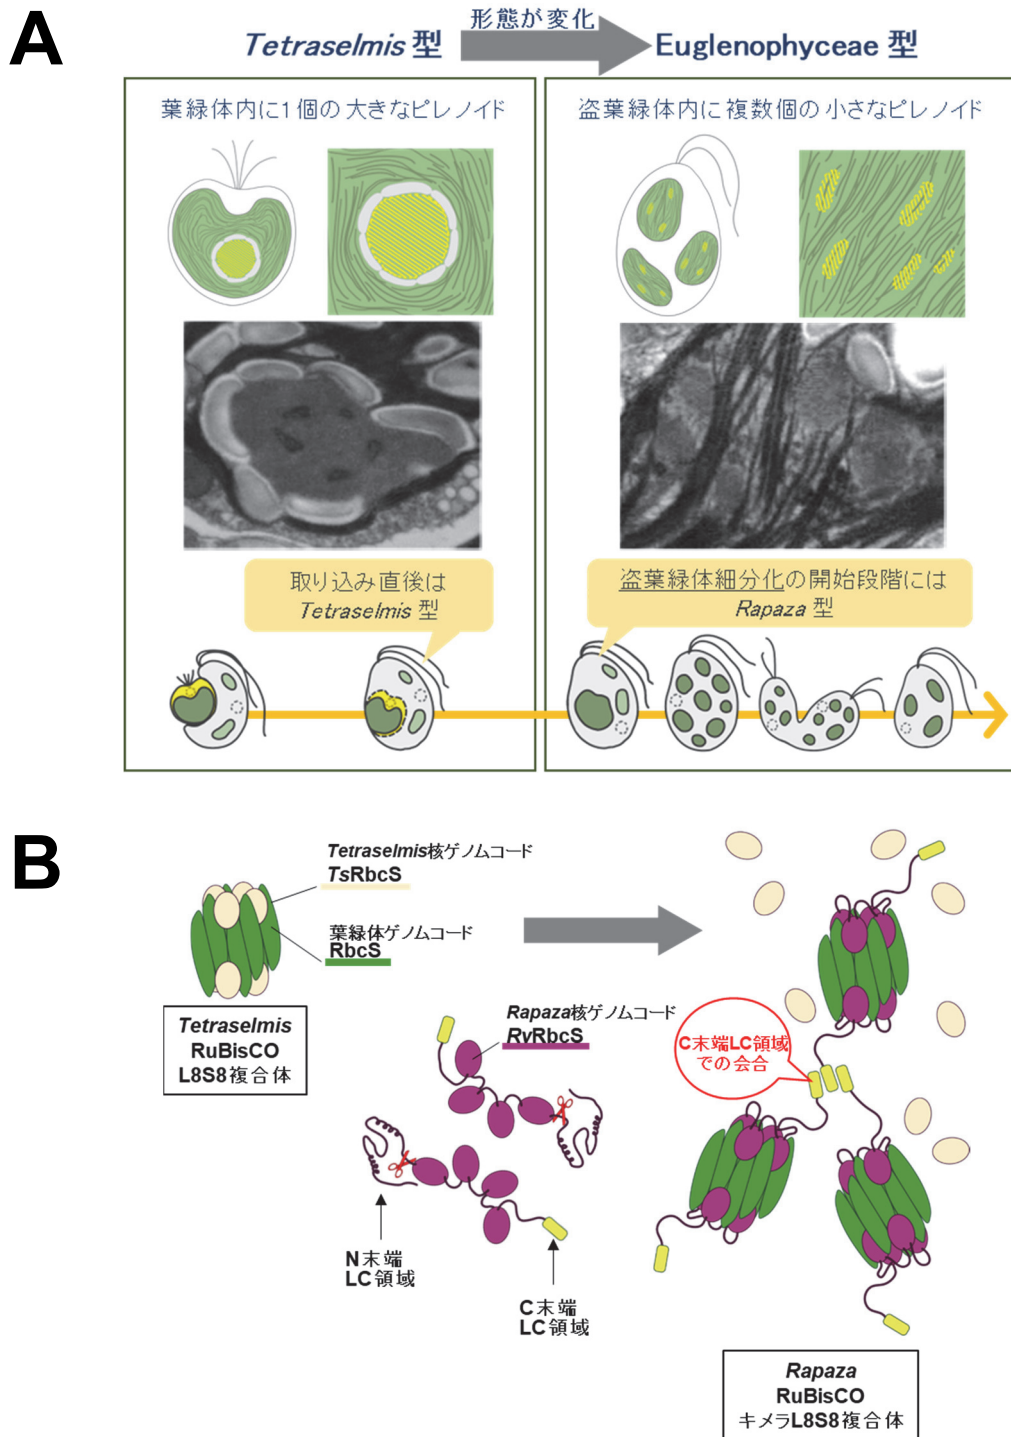 A
形態が変化
Tetraselmis 型
Euglenophyceae 型
葉緑体内に1個の大きなピレノイド
盗葉緑体内に複数個の小さなピレノイド
取り込み直後は
Tetraselmis 型
盗葉緑体細分化の開始段階には
Rapaza 型
B
Tetraselmis核ゲノムコード
TsRbcS
葉緑体ゲノムコード
RbcS
Tetraselmis
RuBisCO
L8S8複合体
Rapaza核ゲノムコード
RvRbcS
C末端LC領域
での会合
N末端
LC領域
C末端
LC領域
Rapaza
RuBisCO
キメラL8S8複合体